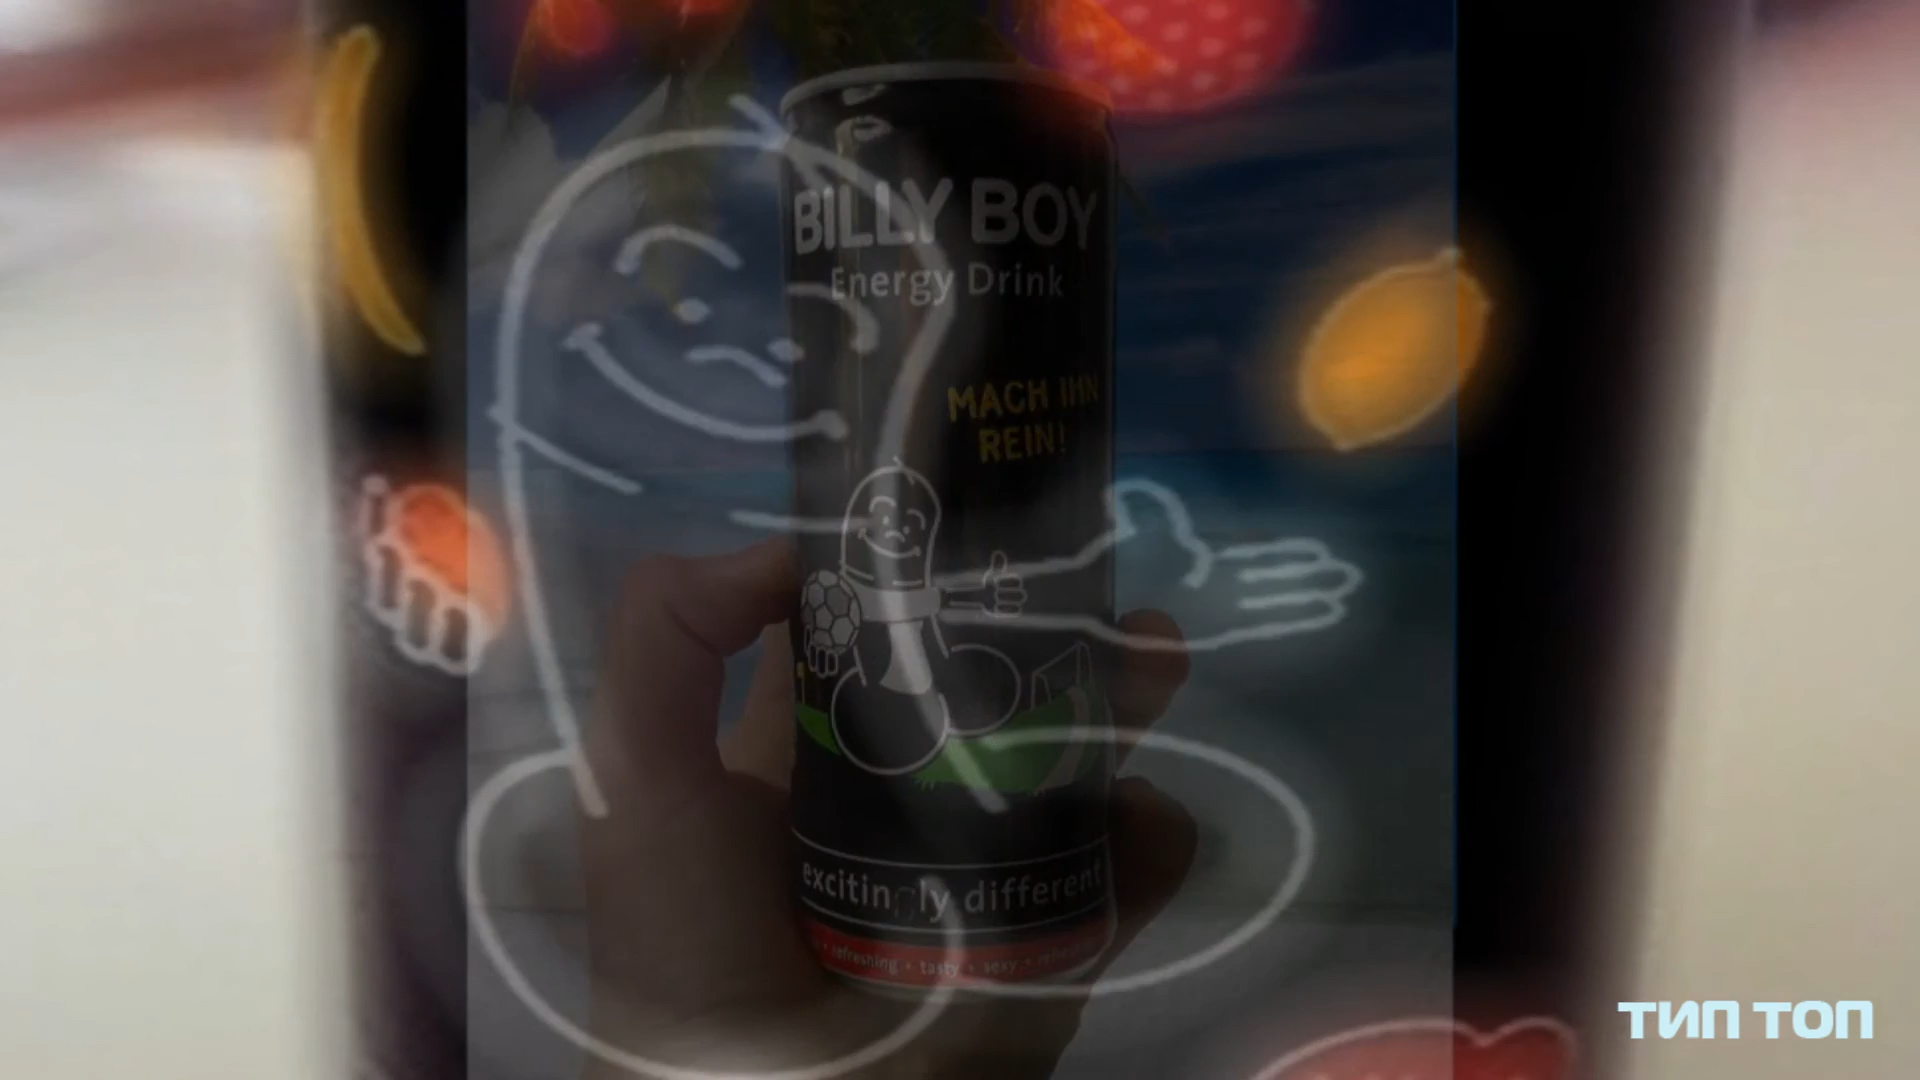 BILLY BOY
Energy Drink
MACH IHN
REIN!
excitingly different
refreshing • tasty • sexy
ТИП ТОП